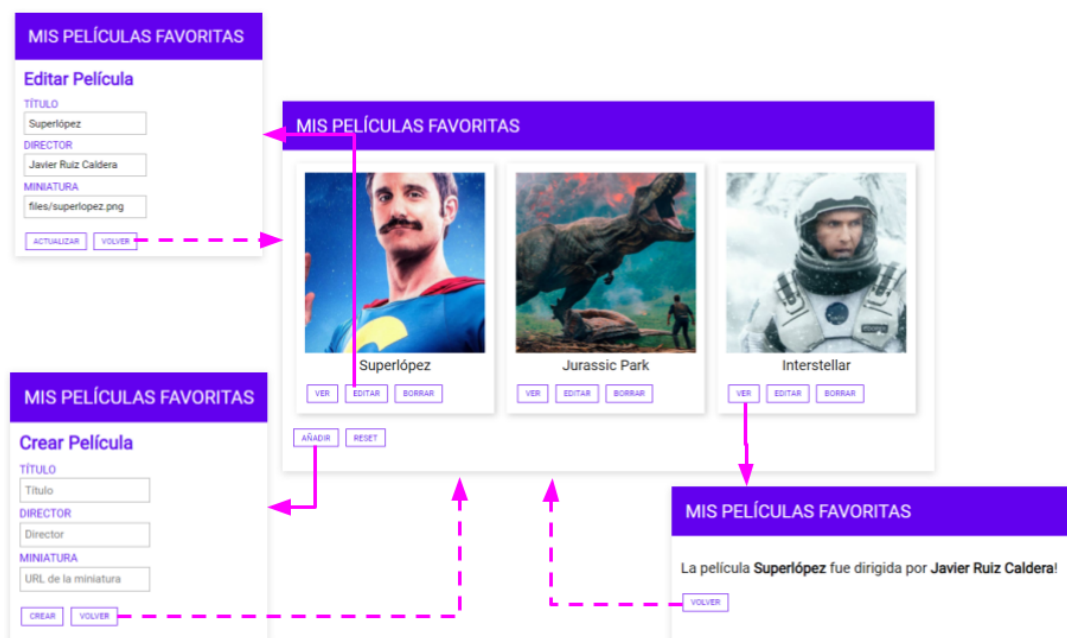 MIS PELÍCULAS FAVORITAS
Editar Película
TÍTULO
Superlópez
DIRECTOR
Javier Ruiz Caldera
MINIATURA
files/superlopez.png
ACTUALIZAR VOLVER
MIS PELÍCULAS FAVORITAS
Superlópez
VER EDITAR BORRAR
Jurassic Park
VER EDITAR BORRAR
Interstellar
VER EDITAR BORRAR
AÑADIR RESET
MIS PELÍCULAS FAVORITAS
Crear Película
TÍTULO
Título
DIRECTOR
Director
MINIATURA
URL de la miniatura
CREAR VOLVER
MIS PELÍCULAS FAVORITAS
La película Superlópez fue dirigida por Javier Ruiz Caldera!
VOLVER